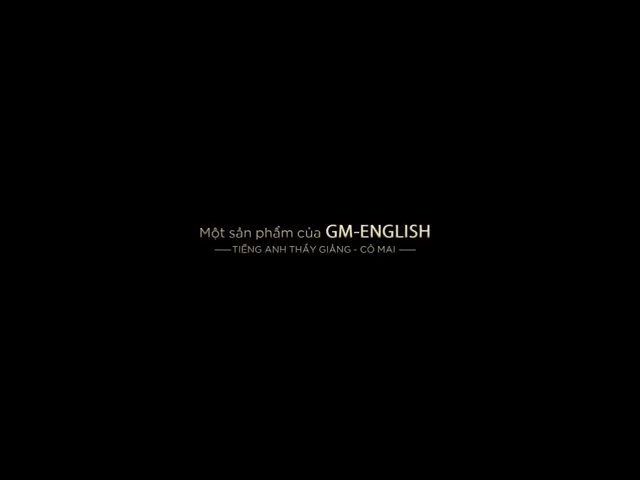 Một sản phẩm của GM-ENGLISH
TIẾNG ANH THẦY GIẢNG - CÔ MAI